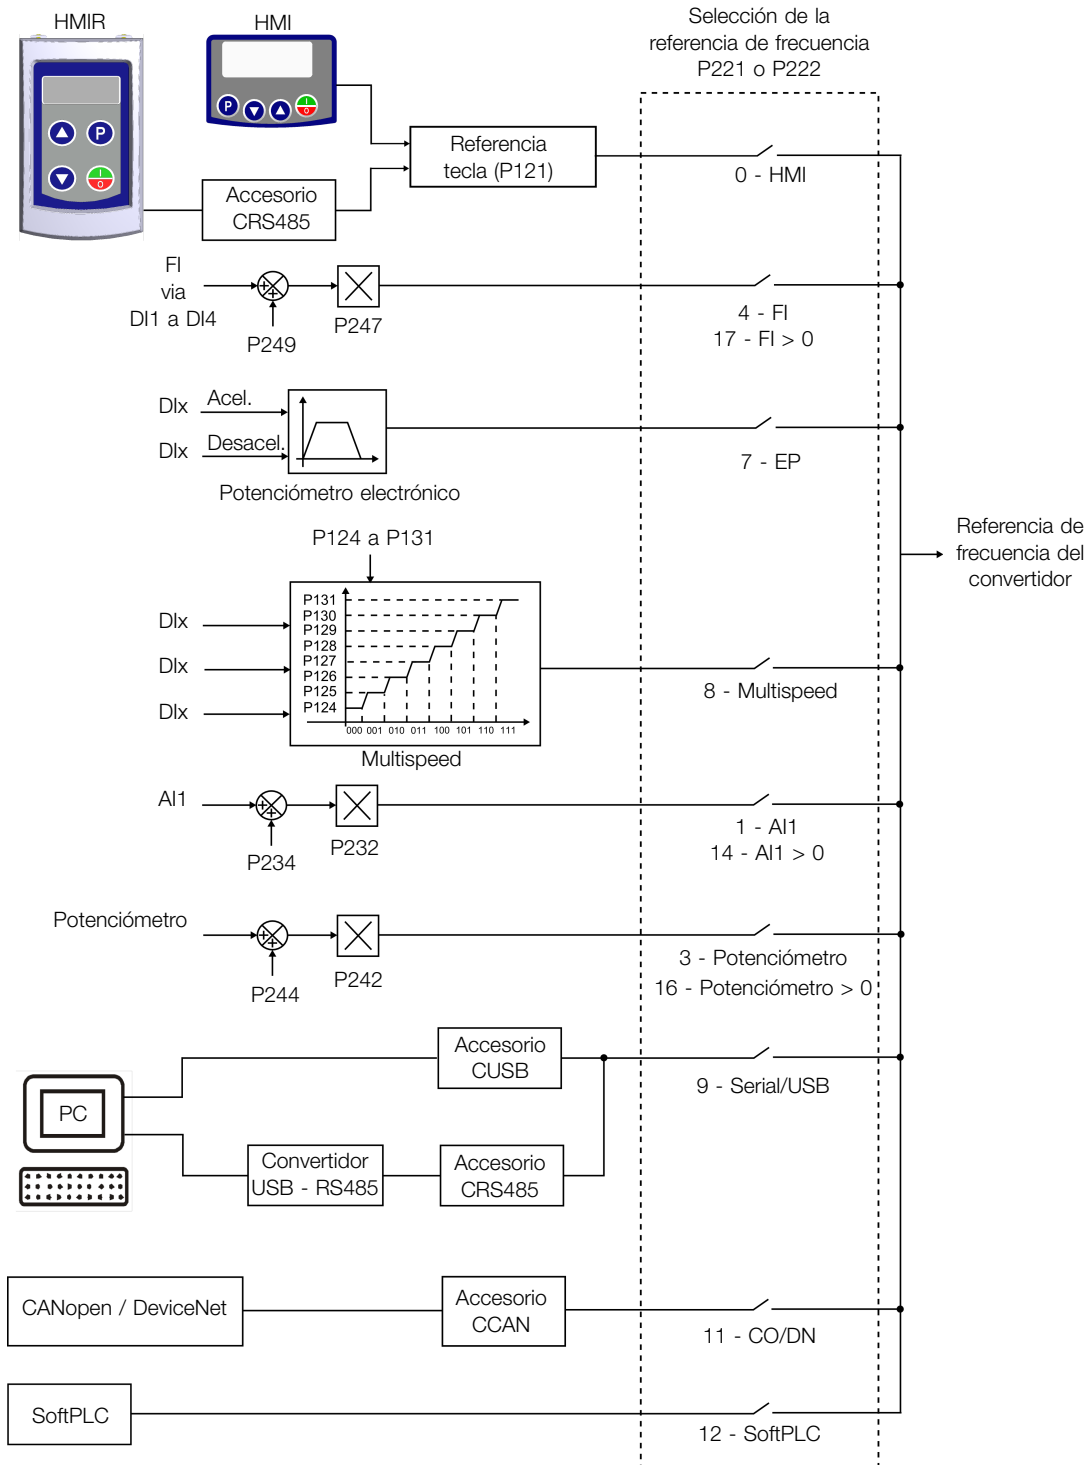 HMIR
HMI
Selección de la
referencia de frecuencia
P221 o P222
P
P
I
O
I
O
Referencia
tecla (P121)
0 - HMI
Accesorio
CRS485
FI
via
DI1 a DI4
P249
P247
4 - FI
17 - FI > 0
DIx
Acel.
DIx
Desacel.
7 - EP
Potenciómetro electrónico
P124 a P131
Referencia de
frecuencia del
convertidor
P131
P130
P129
P128
P127
P126
P125
P124
000 001 010 011 100 101 110 111
DIx
DIx
DIx
8 - Multispeed
Multispeed
AI1
P234
P232
1 - AI1
14 - AI1 > 0
Potenciómetro
P244
P242
3 - Potenciómetro
16 - Potenciómetro > 0
Accesorio
CUSB
9 - Serial/USB
PC
Convertidor
USB - RS485
Accesorio
CRS485
CANopen / DeviceNet
Accesorio
CCAN
11 - CO/DN
SoftPLC
12 - SoftPLC